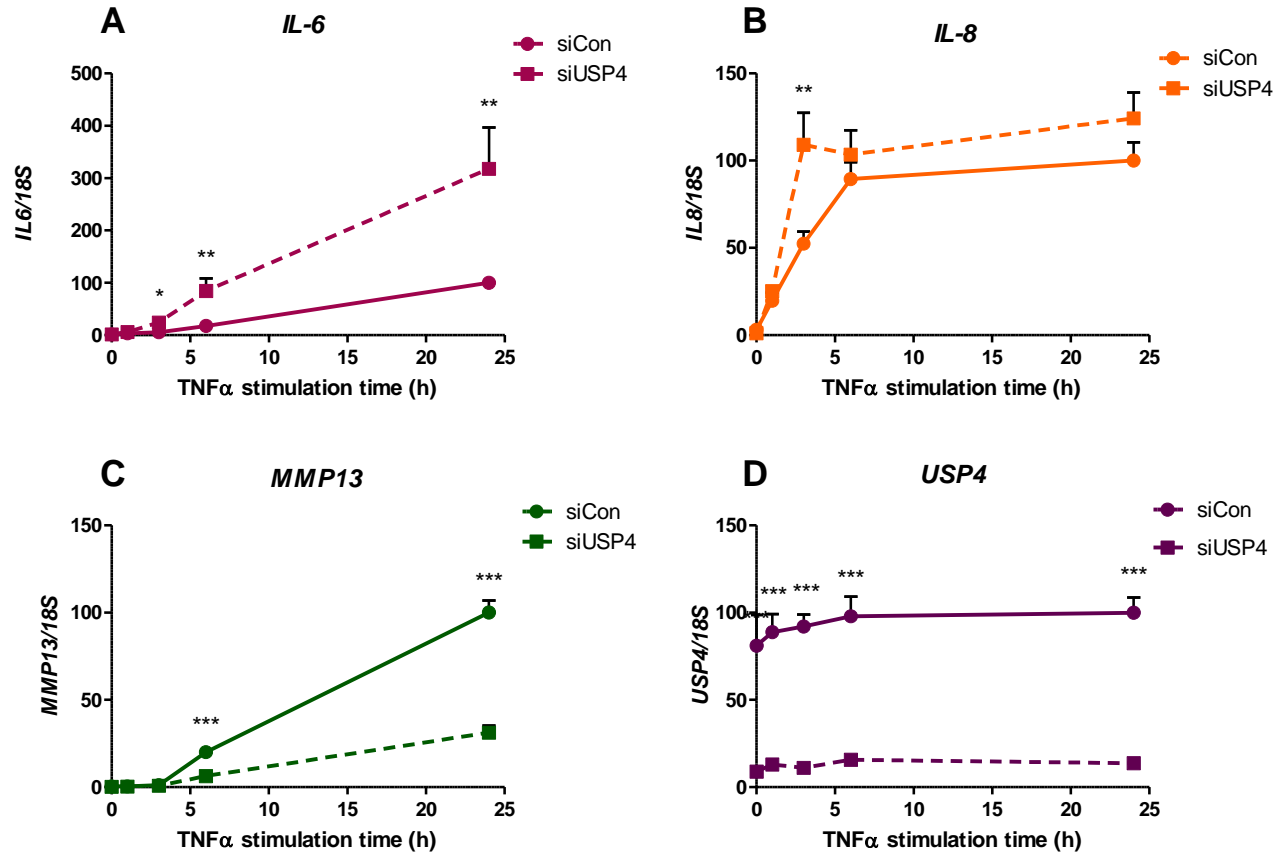 A
IL-6
siCon
siUSP4
500
400
300
200
100
0
IL6/18S
*
**
**
0 5 10 15 20 25
TNFα stimulation time (h)
B
IL-8
siCon
siUSP4
150
100
50
0
IL8/18S
**
0 5 10 15 20 25
TNFα stimulation time (h)
C
MMP13
siCon
siUSP4
150
100
50
0
MMP13/18S
***
***
0 5 10 15 20 25
TNFα stimulation time (h)
D
USP4
siCon
siUSP4
150
100
50
0
USP4/18S
***
***
***
***
***
0 5 10 15 20 25
TNFα stimulation time (h)